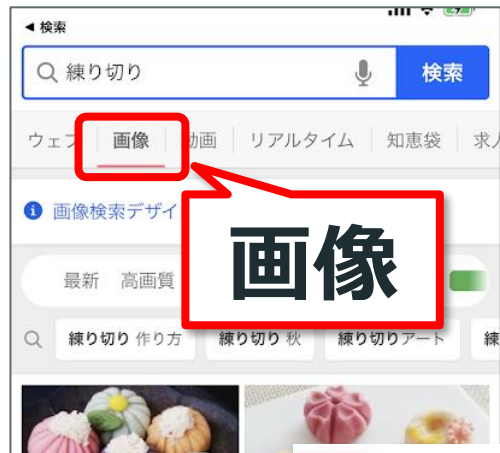 ◀ 検索
練り切り 検索
ウェブ 画像 動画 リアルタイム 知恵袋 求人
画像検索デザイ
画像
最新 高画質
練り切り 作り方 練り切り 秋 練り切りアート 練